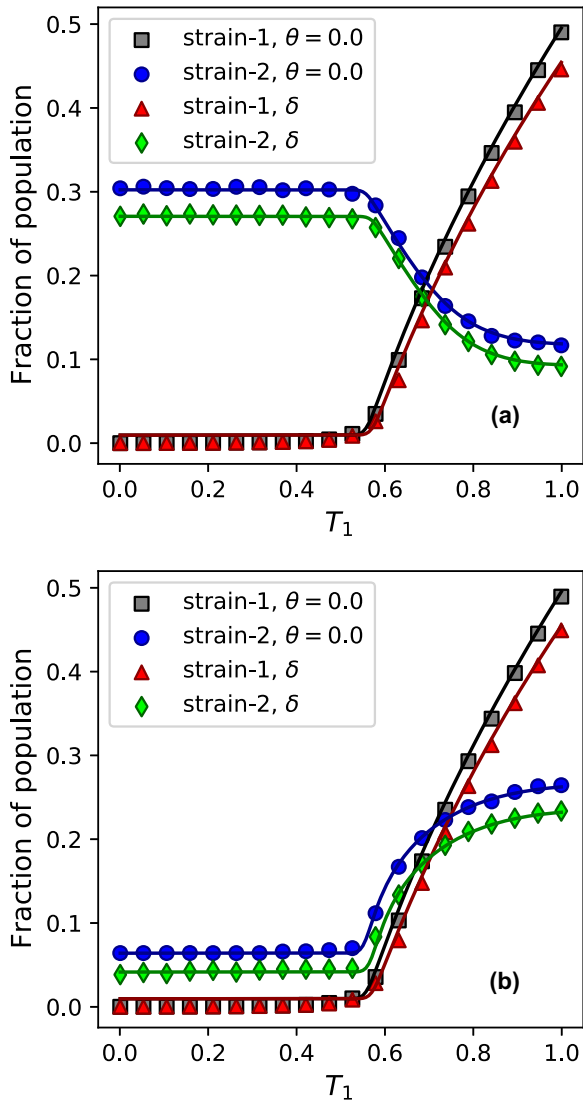 0.5
0.4
0.3
0.2
0.1
0.0
Fraction of population
strain-1, θ = 0.0
strain-2, θ = 0.0
strain-1, δ
strain-2, δ
(a)
0.0 0.2 0.4 0.6 0.8 1.0
T₁
0.5
0.4
0.3
0.2
0.1
0.0
Fraction of population
strain-1, θ = 0.0
strain-2, θ = 0.0
strain-1, δ
strain-2, δ
(b)
0.0 0.2 0.4 0.6 0.8 1.0
T₁